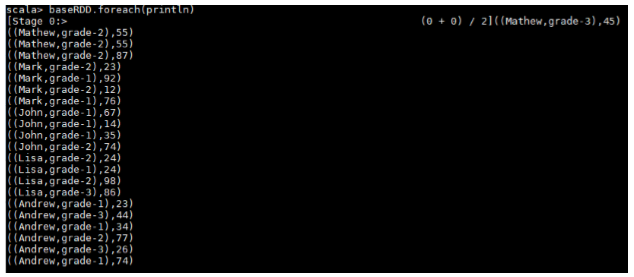 scala> baseRDD.foreach(println)
[Stage 0:> (0 + 0) / 2]((Mathew,grade-3),45)
((Mathew,grade-2),55)
((Mathew,grade-2),55)
((Mathew,grade-2),87)
((Mark,grade-2),23)
((Mark,grade-1),92)
((Mark,grade-2),12)
((Mark,grade-1),76)
((John,grade-1),67)
((John,grade-1),14)
((John,grade-1),35)
((John,grade-2),74)
((Lisa,grade-2),24)
((Lisa,grade-1),24)
((Lisa,grade-2),98)
((Lisa,grade-3),86)
((Andrew,grade-1),23)
((Andrew,grade-3),44)
((Andrew,grade-1),34)
((Andrew,grade-2),77)
((Andrew,grade-3),26)
((Andrew,grade-1),74)